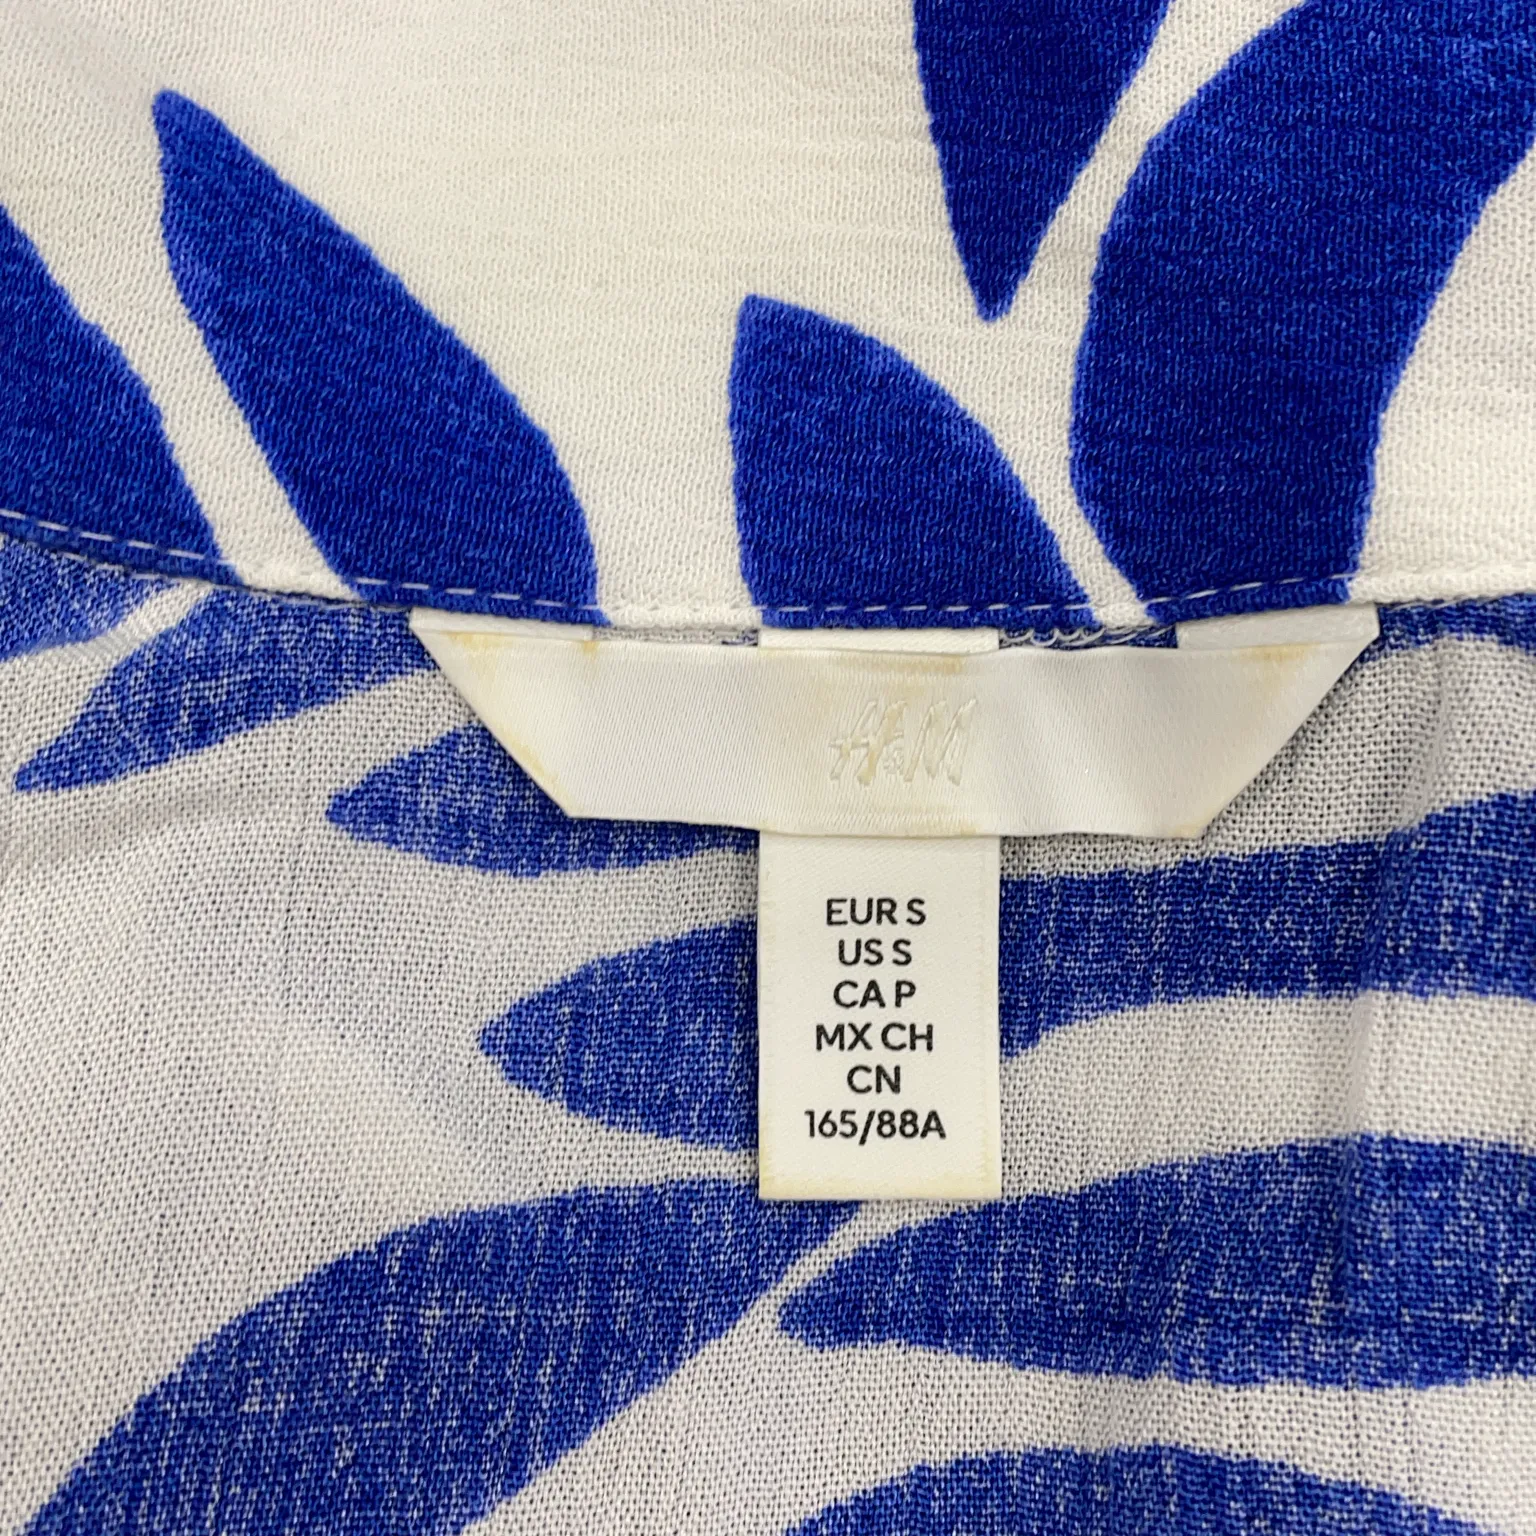 H&M
EUR S
US S
CA P
MX CH
CN
165/88A